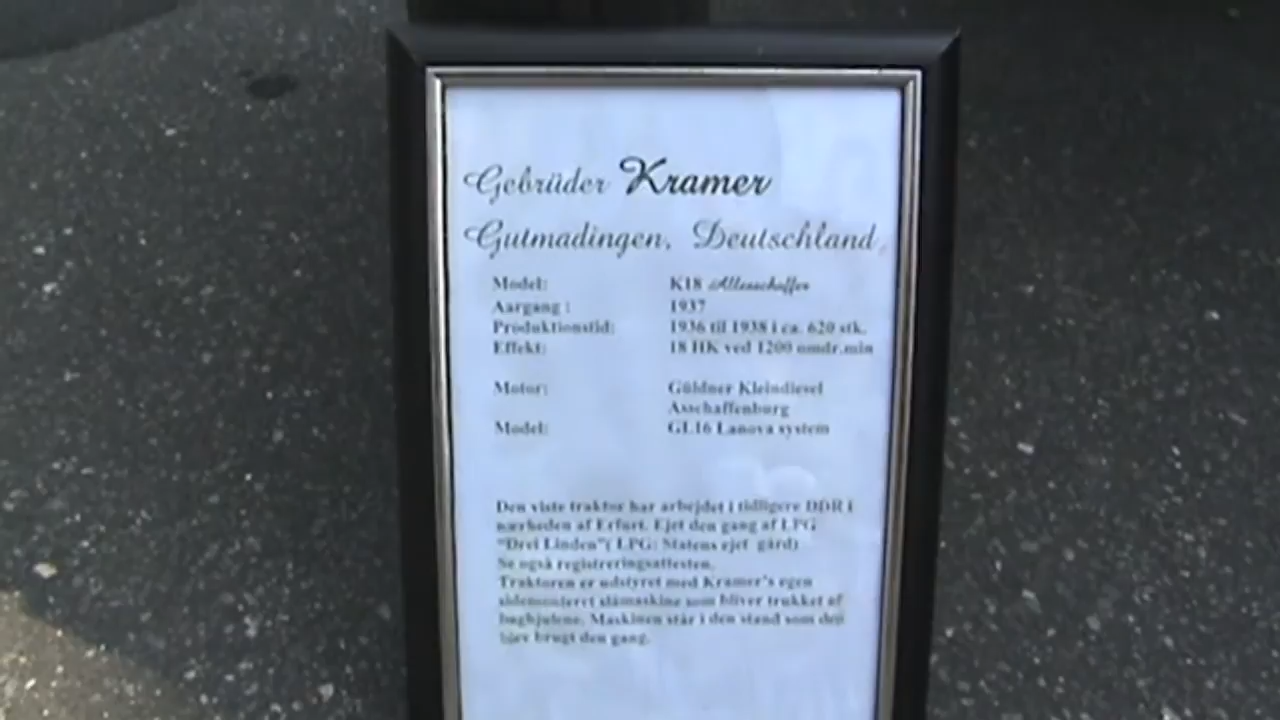 Gebrüder Kramer
Gutmadingen, Deutschland.
Model: K18 Allesschaffer
Aargang : 1937
Produktionstid: 1936 til 1938 i ca. 620 stk.
Effekt: 18 HK ved 1200 omdr.min
Motor: Güldner Kleindiesel
Asschaffenburg
Model: GL16 Lanova system
Den viste traktor har arbejdet i tidligere DDR i
nærheden af Erfurt. Ejet den gang af LPG
"Drei Linden"( LPG: Statens ejet gård)
Se også registreringsattesten.
Traktoren er udstyret med Kramer's egen
sidemonteret slåmaskine som bliver trukket af
baghjulene. Maskinen står i den stand som den
blev brugt den gang.